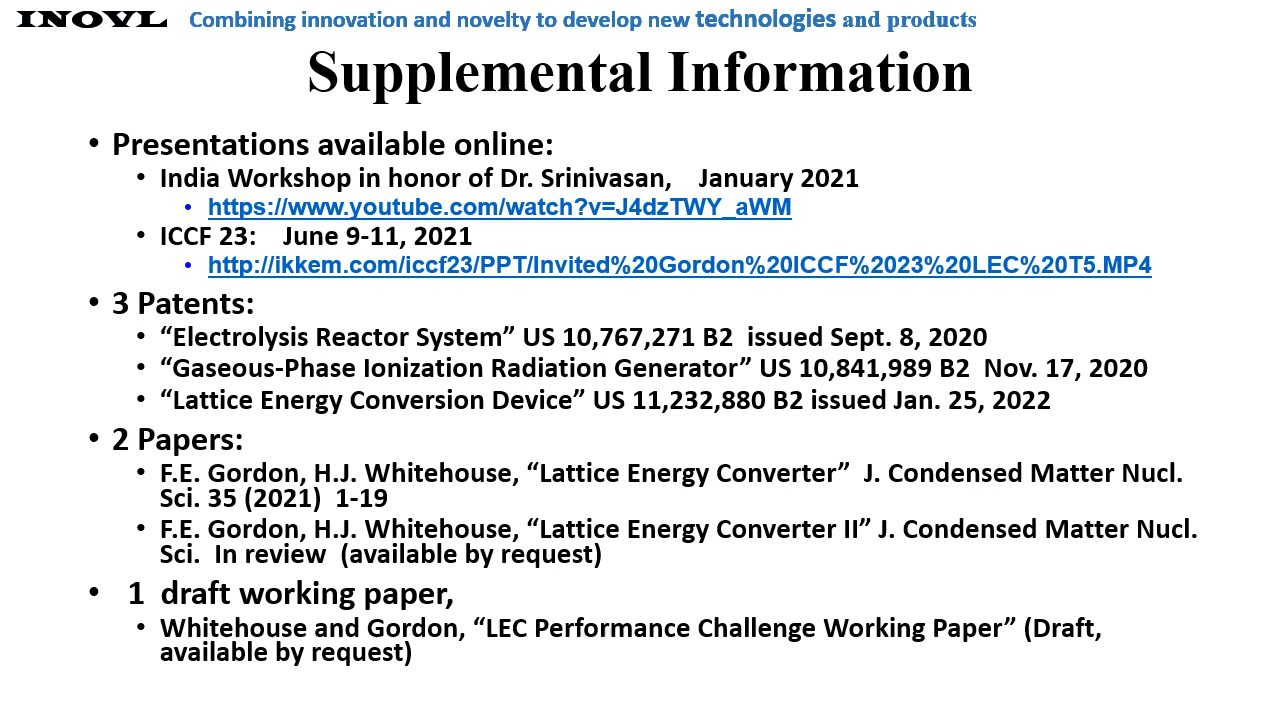 INOVL Combining innovation and novelty to develop new technologies and products
Supplemental Information
• Presentations available online:
• India Workshop in honor of Dr. Srinivasan, January 2021
• https://www.youtube.com/watch?v=J4dzTWY_aWM
• ICCF 23: June 9-11, 2021
• http://ikkem.com/iccf23/PPT/Invited%20Gordon%20ICCF%2023%20LEC%20T5.MP4
• 3 Patents:
• “Electrolysis Reactor System” US 10,767,271 B2 issued Sept. 8, 2020
• “Gaseous-Phase Ionization Radiation Generator” US 10,841,989 B2 Nov. 17, 2020
• “Lattice Energy Conversion Device” US 11,232,880 B2 issued Jan. 25, 2022
• 2 Papers:
• F.E. Gordon, H.J. Whitehouse, “Lattice Energy Converter” J. Condensed Matter Nucl.
Sci. 35 (2021) 1-19
• F.E. Gordon, H.J. Whitehouse, “Lattice Energy Converter II” J. Condensed Matter Nucl.
Sci. In review (available by request)
• 1 draft working paper,
• Whitehouse and Gordon, “LEC Performance Challenge Working Paper” (Draft,
available by request)